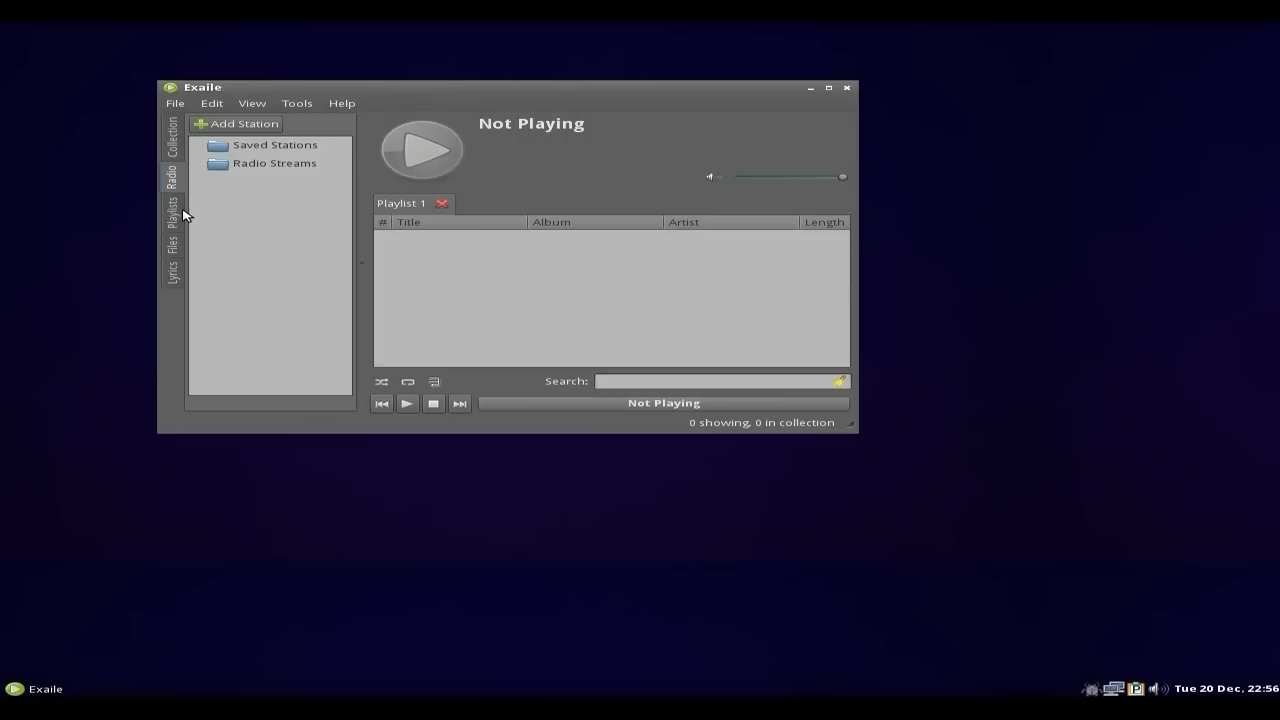 Exaile
File Edit View Tools Help
Collection
Radio
Playlists
Files
Lyrics
Add Station
Saved Stations
Radio Streams
Not Playing
Playlist 1
# Title Album Artist Length
Search:
Not Playing
0 showing, 0 in collection
Exaile
P
Tue 20 Dec, 22:56